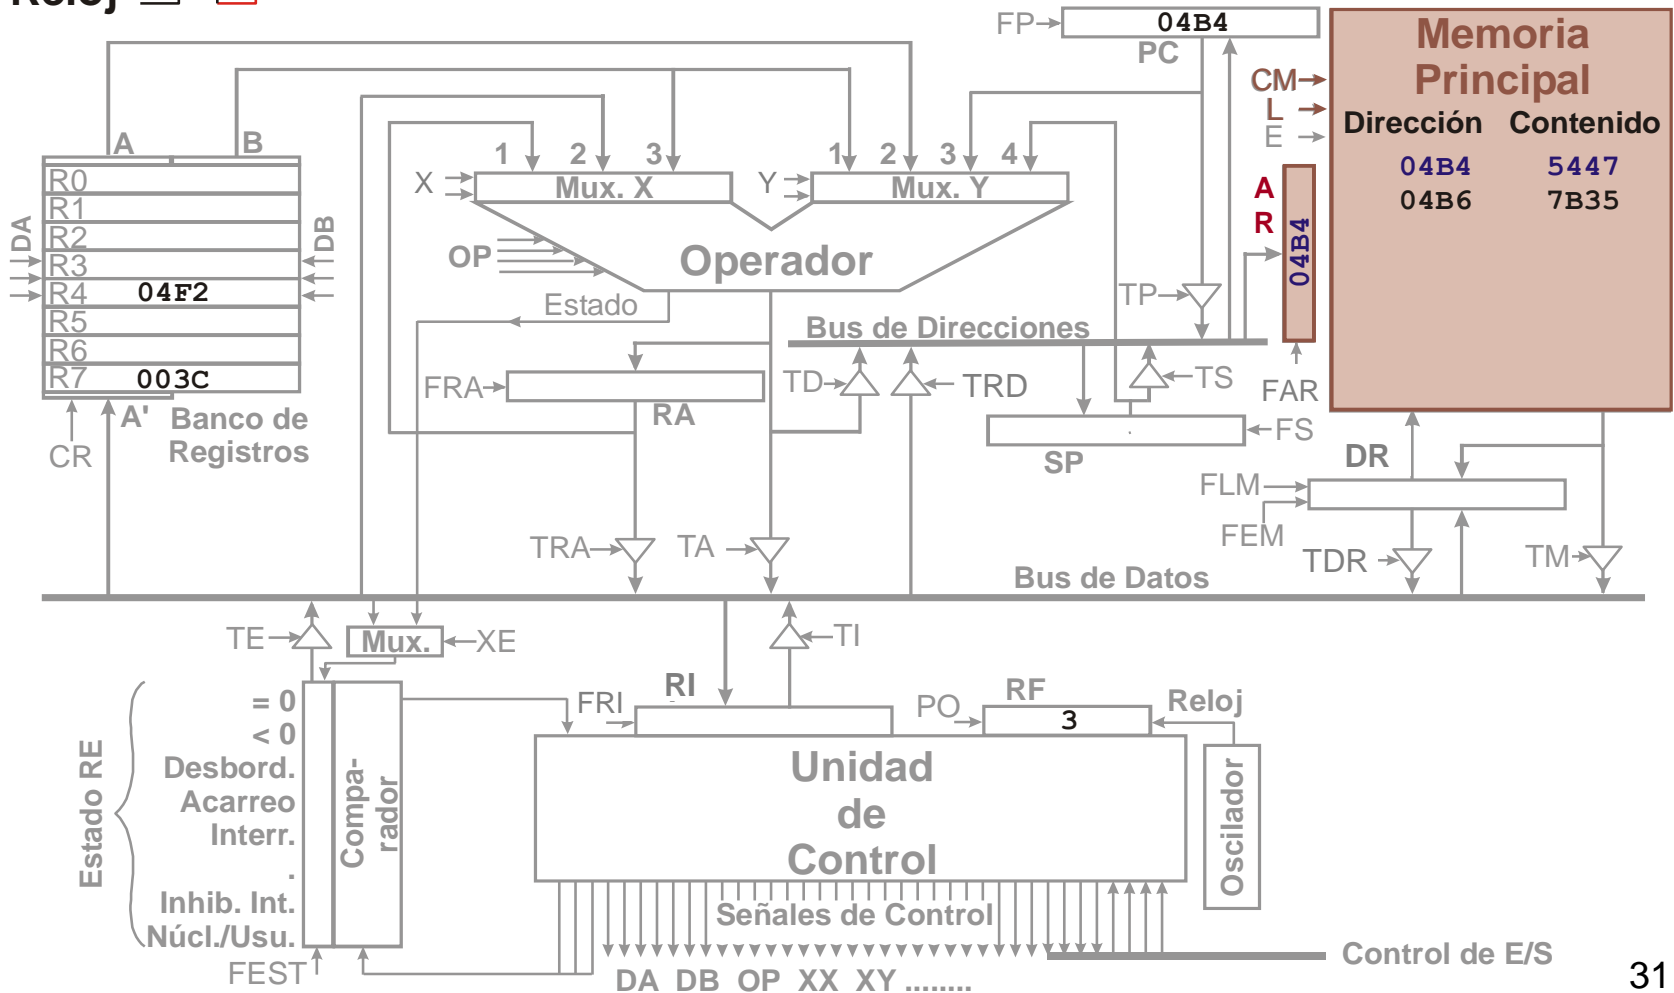 Reloj
FP
04B4
PC
Memoria
Principal
CM
L
E
Dirección Contenido
04B4 5447
04B6 7B35
A
R
04B4
FAR
A B
R0
R1
R2
R3
R4 04F2
R5
R6
R7 003C
DA
DB
A'
Banco de
Registros
CR
1 2 3
1 2 3 4
X
Mux. X
Y
Mux. Y
OP
Operador
Estado
TP
Bus de Direcciones
FRA
RA
TD
TRD
TS
SP
FS
DR
FLM
FEM
TRA
TA
TDR
TM
Bus de Datos
TE
Mux.
XE
TI
= 0
< 0
Desbord.
Acarreo
Interr.
.
Inhib. Int.
Núcl./Usu.
Estado RE
Compa-
rador
FEST
FRI
RI
PO
RF
3
Reloj
Oscilador
Unidad
de
Control
Señales de Control
DA DB OP XX XY ........
Control de E/S
31